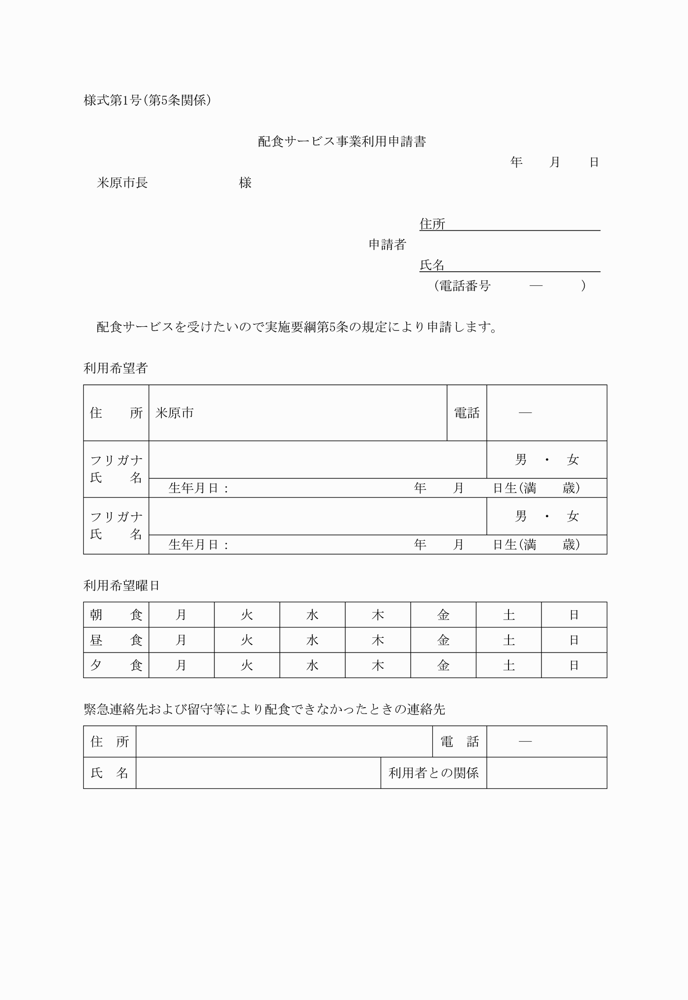 様式第1号(第5条関係)
配食サービス事業利用申請書
年　　月　　日
米原市長　　　　　　　様
住所
申請者
氏名
(電話番号　　　―　　　)
配食サービスを受けたいので実施要綱第5条の規定により申請します。
利用希望者
住　　所　米原市　電話　―
フリガナ
氏　　名
男　・　女
生年月日：　　年　　月　　日生(満　　歳)
フリガナ
氏　　名
男　・　女
生年月日：　　年　　月　　日生(満　　歳)
利用希望曜日
朝　　食　月　火　水　木　金　土　日
昼　　食　月　火　水　木　金　土　日
夕　　食　月　火　水　木　金　土　日
緊急連絡先および留守等により配食できなかったときの連絡先
住　所　電　話　―
氏　名　利用者との関係